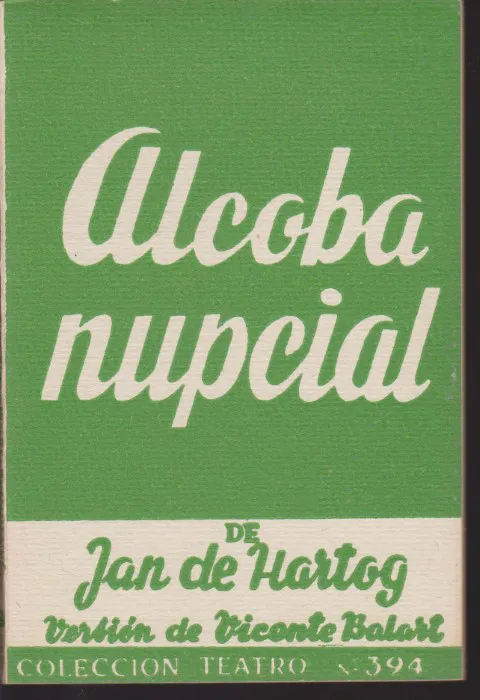 Alcoba
nupcial
DE
Jan de Hartog
Versión de Vicente Balart
COLECCION TEATRO N.º 394